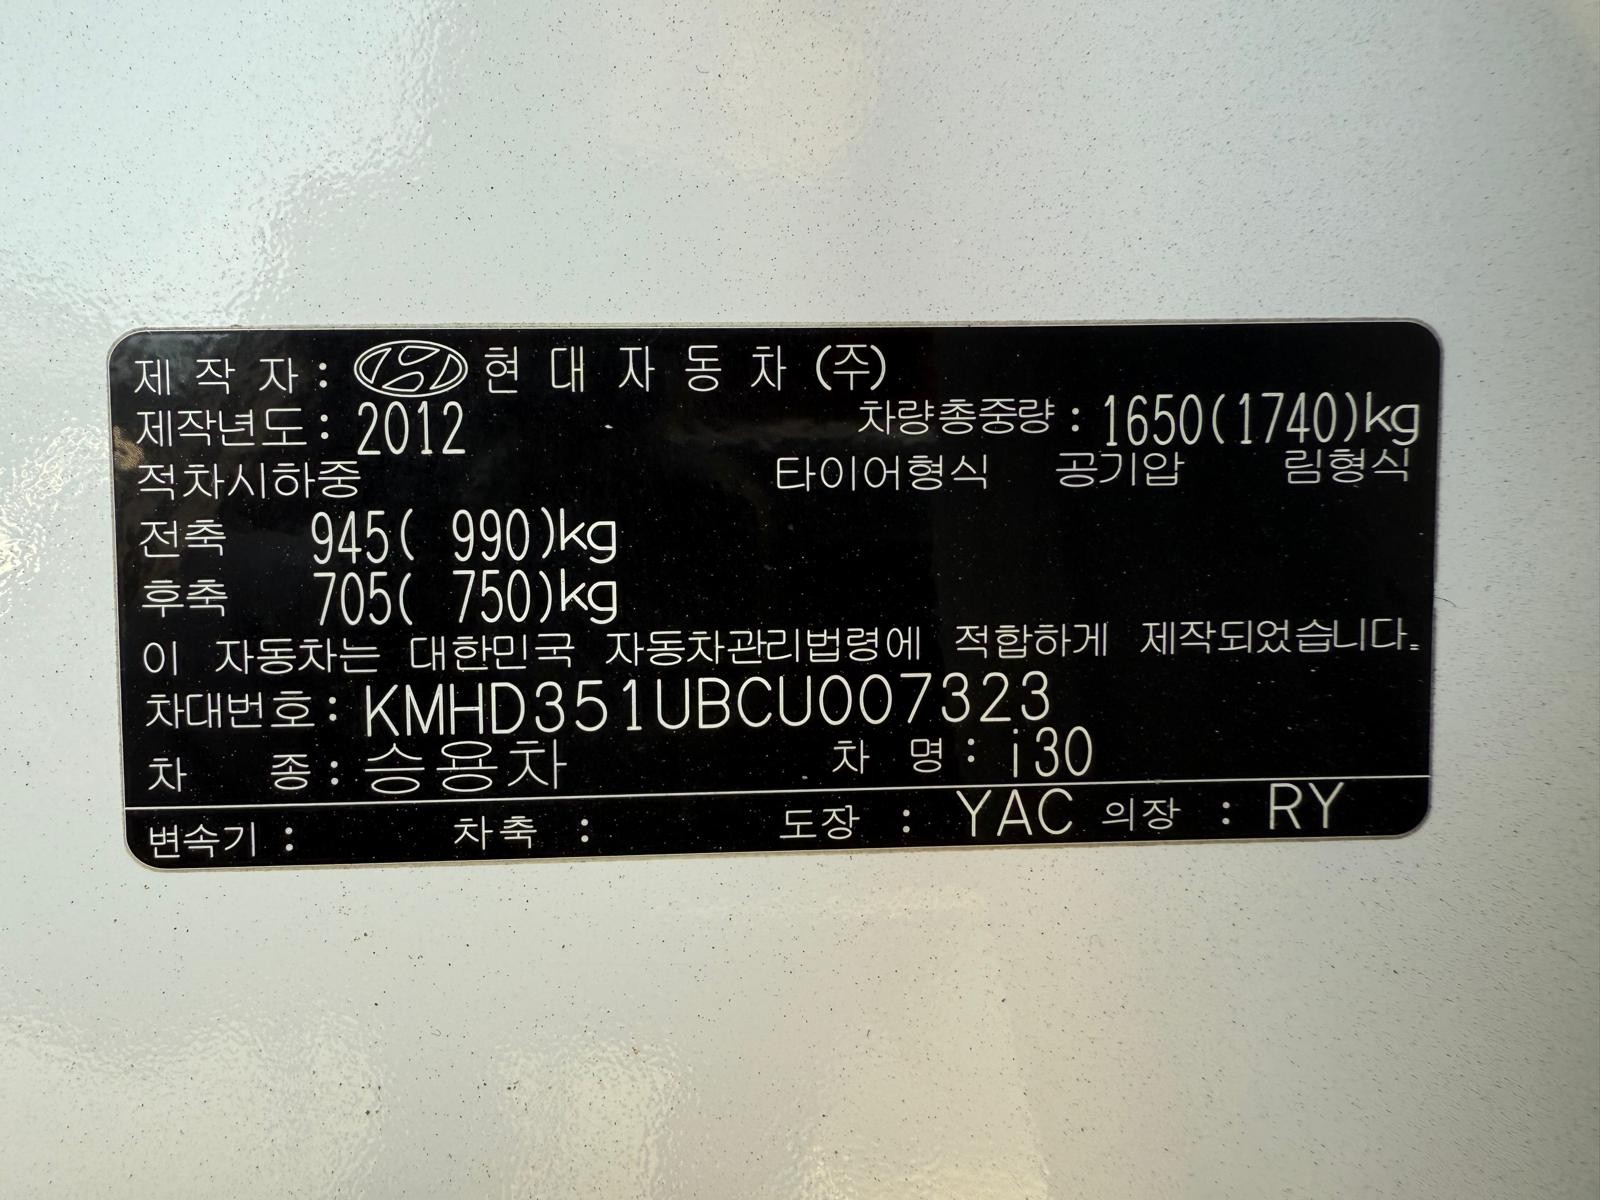 제 작 자 : 현 대 자 동 차 (주)
제작년도 : 2012 차량총중량 : 1650(1740)kg
적차시하중 타이어형식 공기압 림형식
전축 945( 990)kg
후축 705( 750)kg
이 자동차는 대한민국 자동차관리법령에 적합하게 제작되었습니다.
차대번호 : KMHD351UBCU007323
차 종 : 승용차 차 명 : i30
변속기 : 차축 : 도장 : YAC 의장 : RY